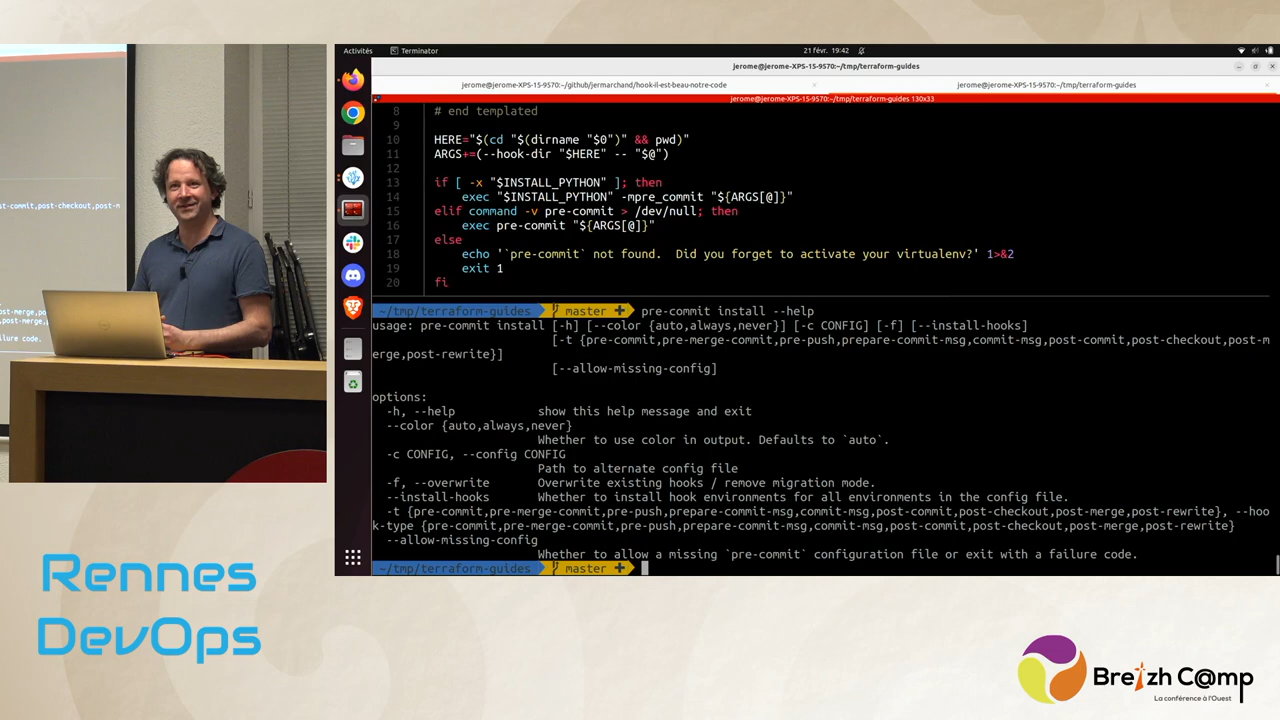 Activités
Terminator
21 févr. 19:42
jerome@jerome-XPS-15-9570:~/tmp/terraform-guides
jerome@jerome-XPS-15-9570:~/github/jermarchand/hook-il-est-beau-notre-code
jerome@jerome-XPS-15-9570:~/tmp/terraform-guides
jerome@jerome-XPS-15-9570:~/tmp/terraform-guides 130x33
8 # end templated
9
10 HERE="$(cd "$(dirname "$0")" && pwd)"
11 ARGS+=(--hook-dir "$HERE" -- "$@")
12
13 if [ -x "$INSTALL_PYTHON" ]; then
14 exec "$INSTALL_PYTHON" -mpre_commit "${ARGS[@]}"
15 elif command -v pre-commit > /dev/null; then
16 exec pre-commit "${ARGS[@]}"
17 else
18 echo '`pre-commit` not found.  Did you forget to activate your virtualenv?' 1>&2
19 exit 1
20 fi
~/tmp/terraform-guides master pre-commit install --help
usage: pre-commit install [-h] [--color {auto,always,never}] [-c CONFIG] [-f] [--install-hooks]
[-t {pre-commit,pre-merge-commit,pre-push,prepare-commit-msg,commit-msg,post-commit,post-checkout,post-m
erge,post-rewrite}]
[--allow-missing-config]
options:
-h, --help show this help message and exit
--color {auto,always,never}
Whether to use color in output. Defaults to `auto`.
-c CONFIG, --config CONFIG
Path to alternate config file
-f, --overwrite Overwrite existing hooks / remove migration mode.
--install-hooks Whether to install hook environments for all environments in the config file.
-t {pre-commit,pre-merge-commit,pre-push,prepare-commit-msg,commit-msg,post-commit,post-checkout,post-merge,post-rewrite}, --hoo
k-type {pre-commit,pre-merge-commit,pre-push,prepare-commit-msg,commit-msg,post-commit,post-checkout,post-merge,post-rewrite}
--allow-missing-config
Whether to allow a missing `pre-commit` configuration file or exit with a failure code.
~/tmp/terraform-guides master
st-commit,post-checkout,post-m
ost-merge,
post-merge,po
ilure code.
Rennes
DevOps
Breizh C@mp
La conférence à l'Ouest